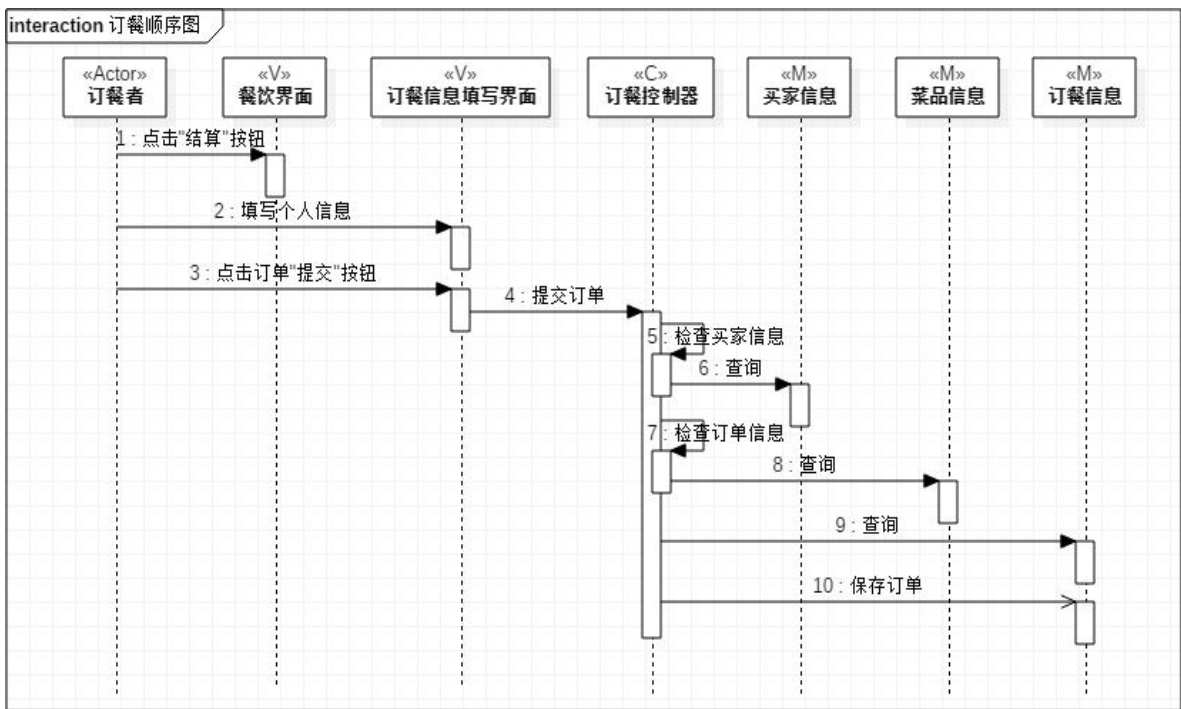 interaction 订餐顺序图
«Actor»
订餐者
«V»
餐饮界面
«V»
订餐信息填写界面
«C»
订餐控制器
«M»
买家信息
«M»
菜品信息
«M»
订餐信息
1 : 点击"结算"按钮
2 : 填写个人信息
3 : 点击订单"提交"按钮
4 : 提交订单
5 : 检查买家信息
6 : 查询
7 : 检查订单信息
8 : 查询
9 : 查询
10 : 保存订单